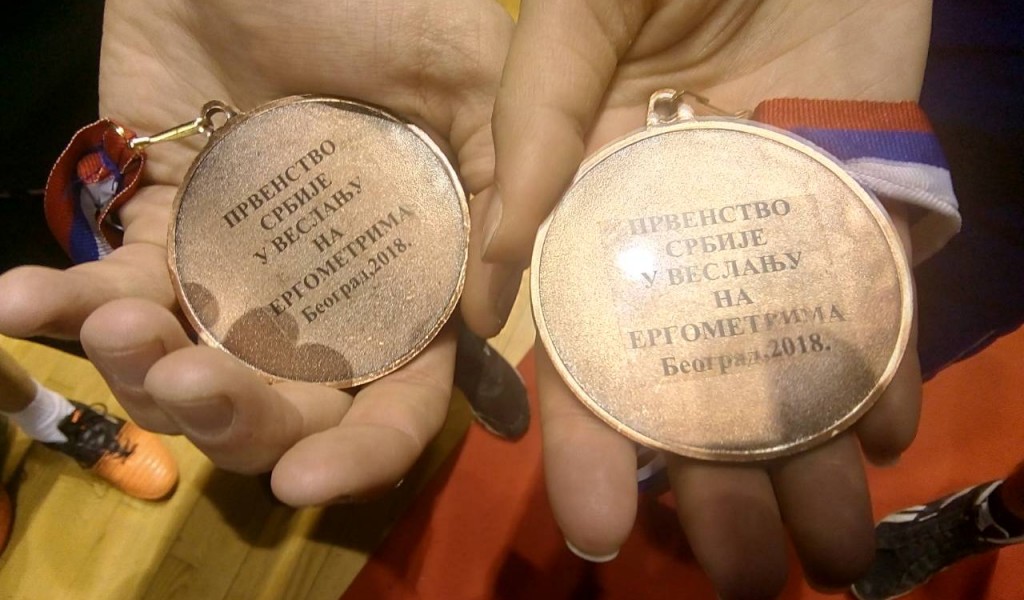 ПРВЕНСТВО
СРБИЈЕ
У ВЕСЛАЊУ
НА
ЕРГОМЕТРИМА
Београд,2018.
ПРВЕНСТВО
СРБИЈЕ
У ВЕСЛАЊУ
НА
ЕРГОМЕТРИМА
Београд,2018.